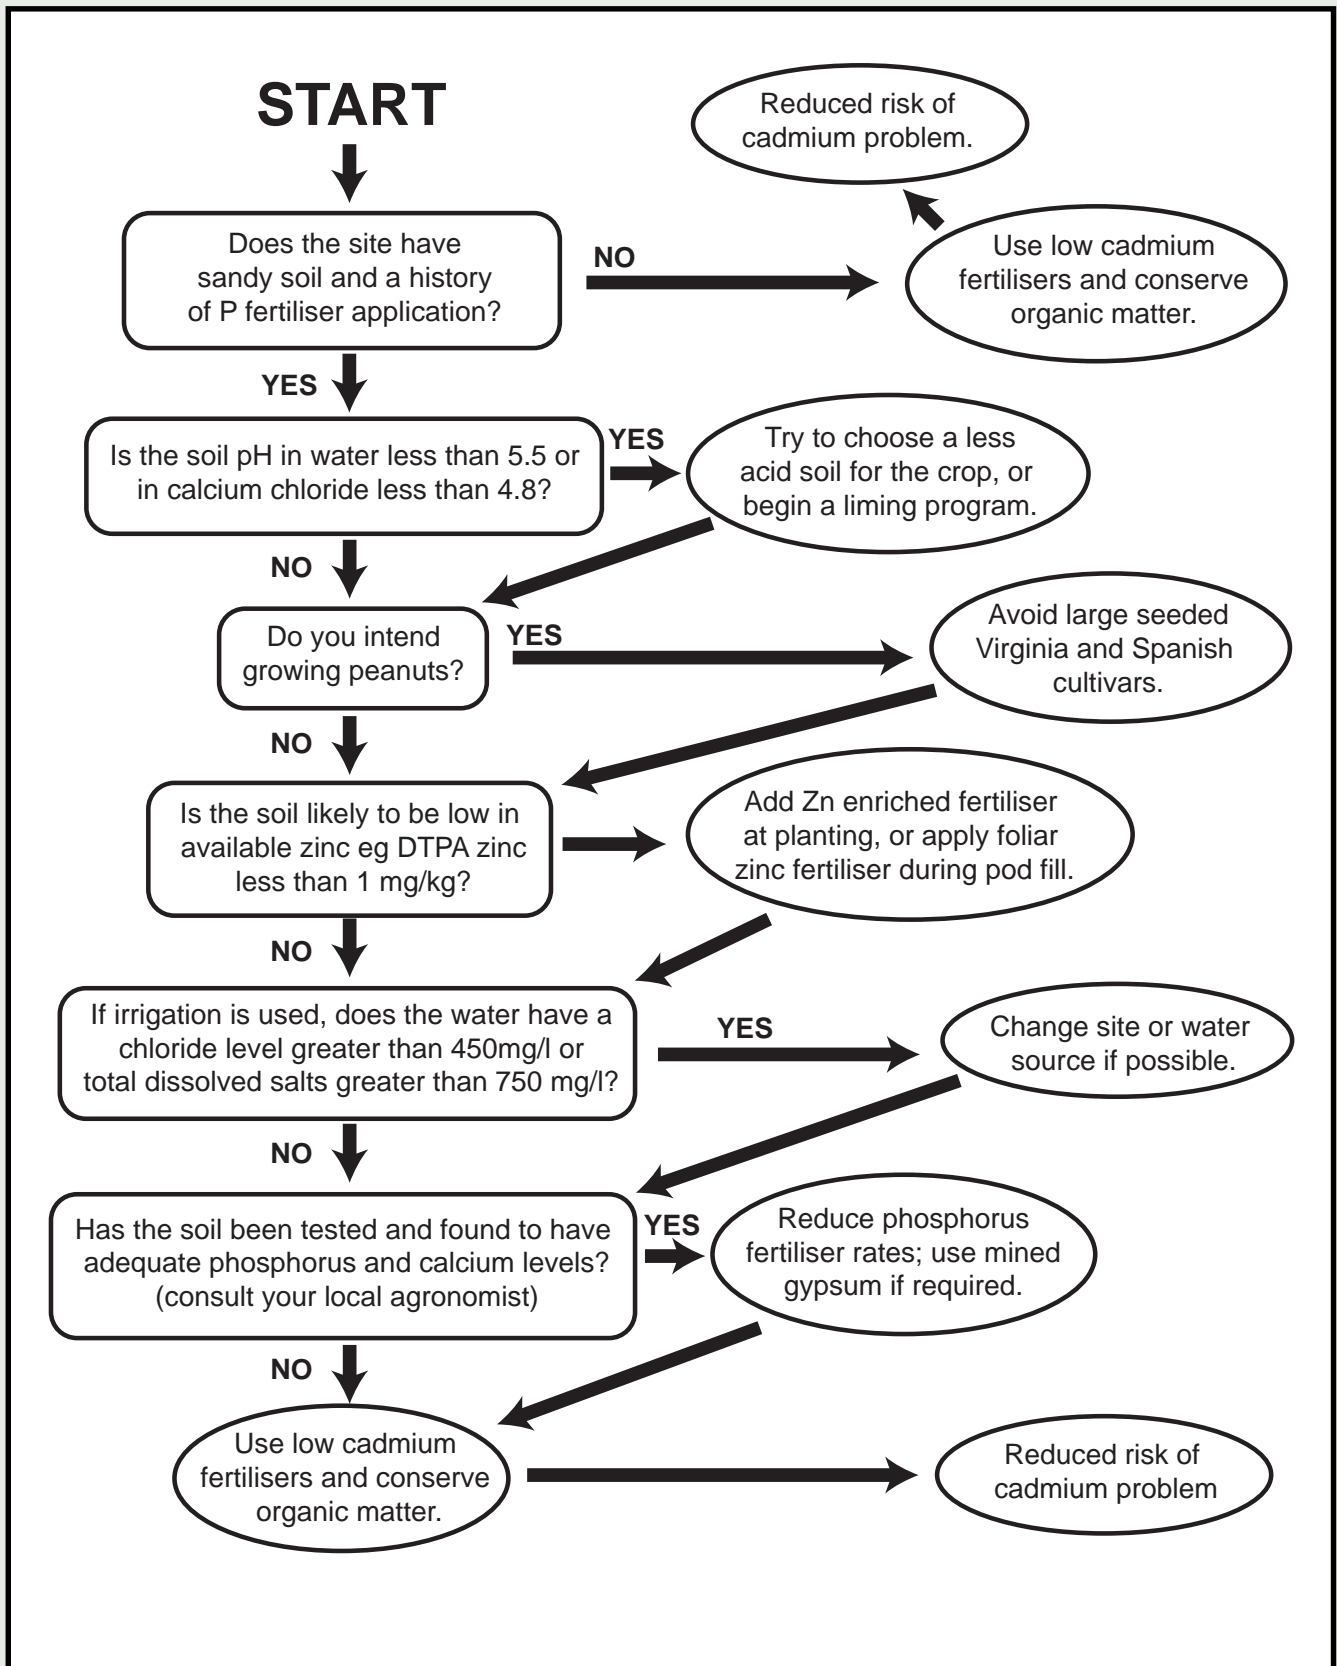 START
Reduced risk of
cadmium problem.
Does the site have
sandy soil and a history
of P fertiliser application?
NO
Use low cadmium
fertilisers and conserve
organic matter.
YES
Is the soil pH in water less than 5.5 or
in calcium chloride less than 4.8?
YES
Try to choose a less
acid soil for the crop, or
begin a liming program.
NO
Do you intend
growing peanuts?
YES
Avoid large seeded
Virginia and Spanish
cultivars.
NO
Is the soil likely to be low in
available zinc eg DTPA zinc
less than 1 mg/kg?
Add Zn enriched fertiliser
at planting, or apply foliar
zinc fertiliser during pod fill.
NO
If irrigation is used, does the water have a
chloride level greater than 450mg/l or
total dissolved salts greater than 750 mg/l?
YES
Change site or water
source if possible.
NO
Has the soil been tested and found to have
adequate phosphorus and calcium levels?
(consult your local agronomist)
YES
Reduce phosphorus
fertiliser rates; use mined
gypsum if required.
NO
Use low cadmium
fertilisers and conserve
organic matter.
Reduced risk of
cadmium problem